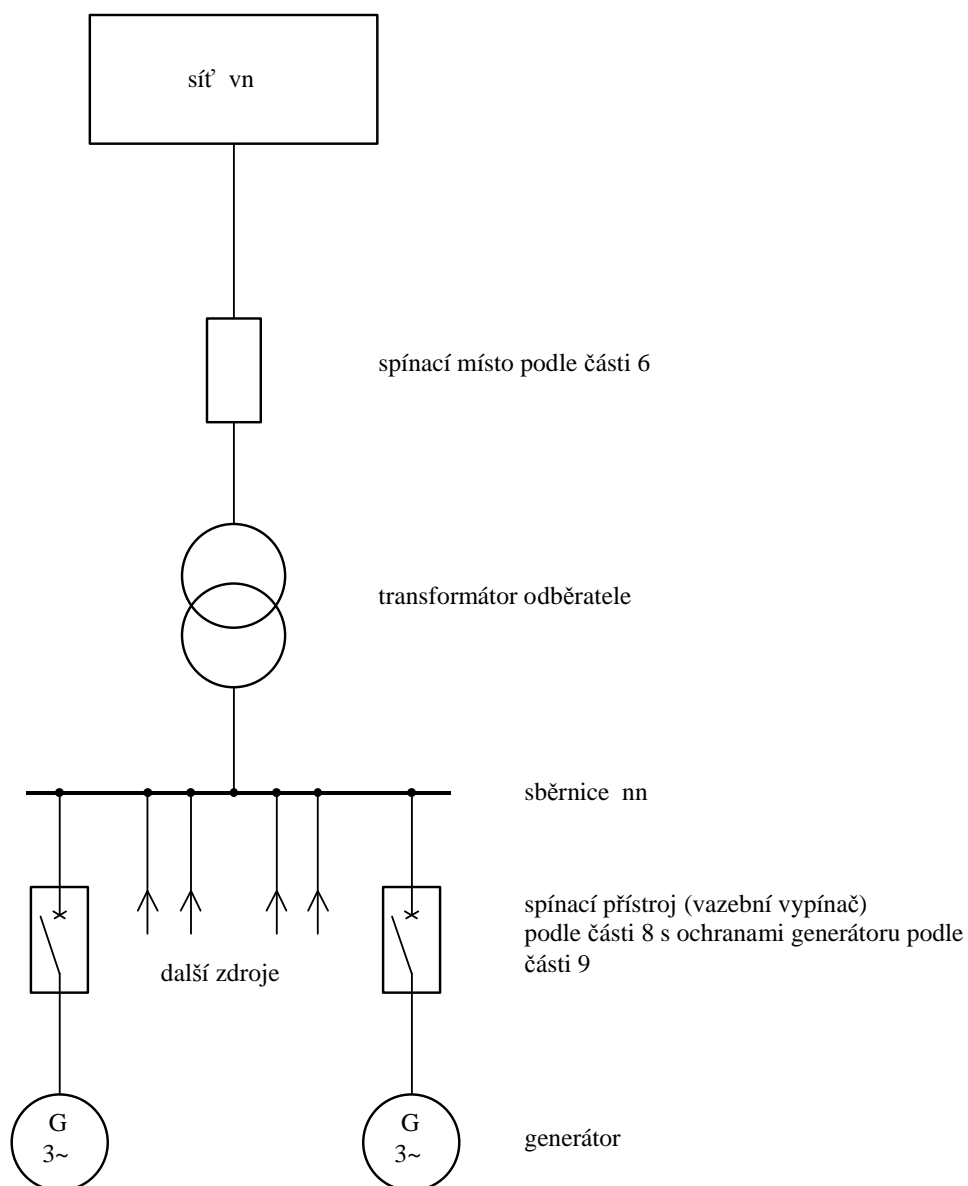 síť vn
spínací místo podle části 6
transformátor odběratele
sběrnice nn
spínací přístroj (vazební vypínač)
podle části 8 s ochranami generátoru podle
části 9
další zdroje
G
3~
G
3~
generátor